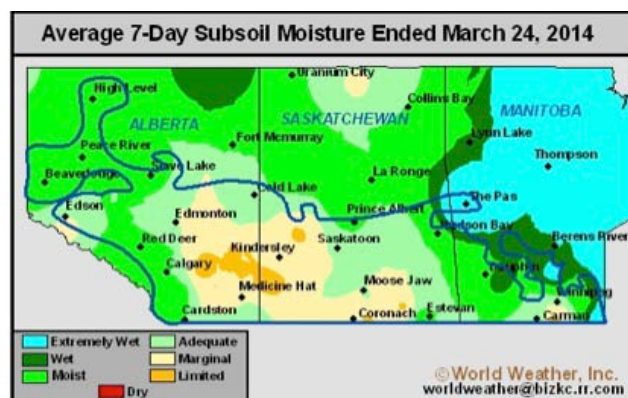 Average 7-Day Subsoil Moisture Ended March 24, 2014
Uranium City
High Level
Collins Bay
ALBERTA
SASKATCHEWAN
MANITOBA
Fort Mcmurray
Lynn Lake
Peace River
Thompson
Beaverlodge
Slave Lake
La Ronge
Cold Lake
The Pas
Edson
Edmonton
Prince Albert
Hudson Bay
Red Deer
Kindersley
Saskatoon
Berens River
Calgary
Dauphin
Medicine Hat
Moose Jaw
Winnipeg
Cardston
Coronach
Estevan
Carman
Extremely Wet
Adequate
Wet
Marginal
Moist
Limited
Dry
©World Weather, Inc.
worldweather@bizkc.rr.com